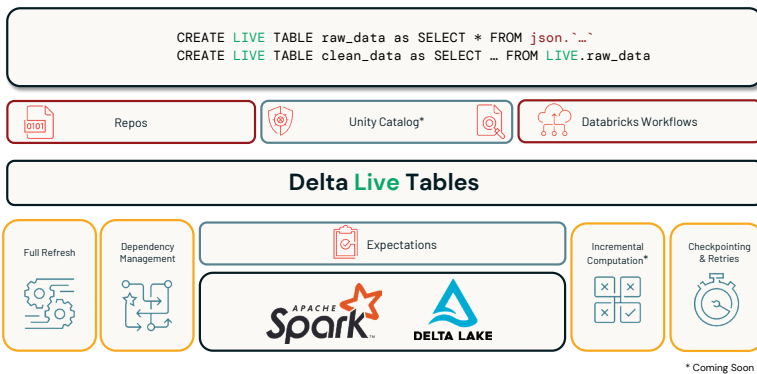 CREATE LIVE TABLE raw_data as SELECT * FROM json.`…`
CREATE LIVE TABLE clean_data as SELECT … FROM LIVE.raw_data
0101
Repos
Unity Catalog*
Databricks Workflows
Delta Live Tables
Full Refresh
Dependency
Management
Expectations
Incremental
Computation*
Checkpointing
& Retries
APACHE
Spark™
DELTA LAKE
* Coming Soon